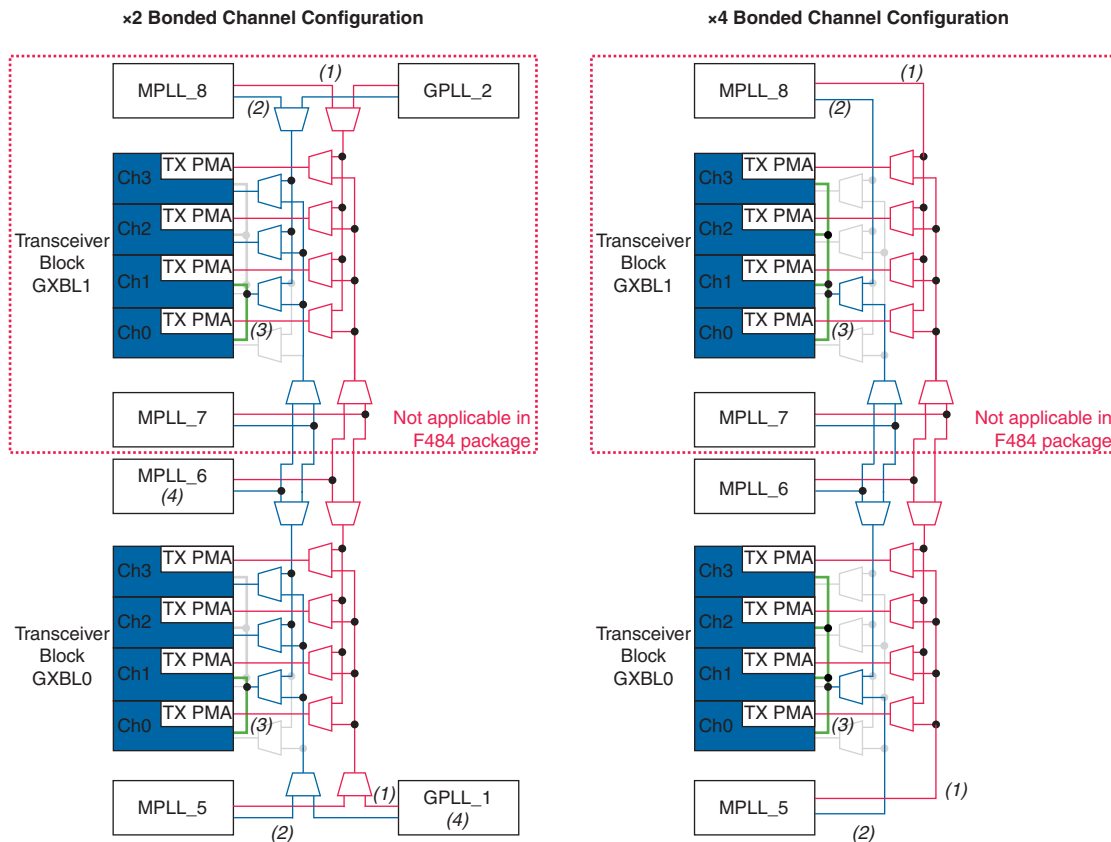 ×2 Bonded Channel Configuration
MPLL_8
(1)
(2)
GPLL_2
Transceiver
Block
GXBL1
TX PMA
Ch3
TX PMA
Ch2
TX PMA
Ch1
TX PMA
Ch0
(3)
MPLL_7
Not applicable in
F484 package
MPLL_6
(4)
Transceiver
Block
GXBL0
TX PMA
Ch3
TX PMA
Ch2
TX PMA
Ch1
TX PMA
Ch0
(3)
MPLL_5
(2)
(1)
GPLL_1
(4)
×4 Bonded Channel Configuration
MPLL_8
(1)
(2)
Transceiver
Block
GXBL1
TX PMA
Ch3
TX PMA
Ch2
TX PMA
Ch1
TX PMA
Ch0
(3)
MPLL_7
Not applicable in
F484 package
MPLL_6
Transceiver
Block
GXBL0
TX PMA
Ch3
TX PMA
Ch2
TX PMA
Ch1
TX PMA
Ch0
(3)
MPLL_5
(1)
(2)